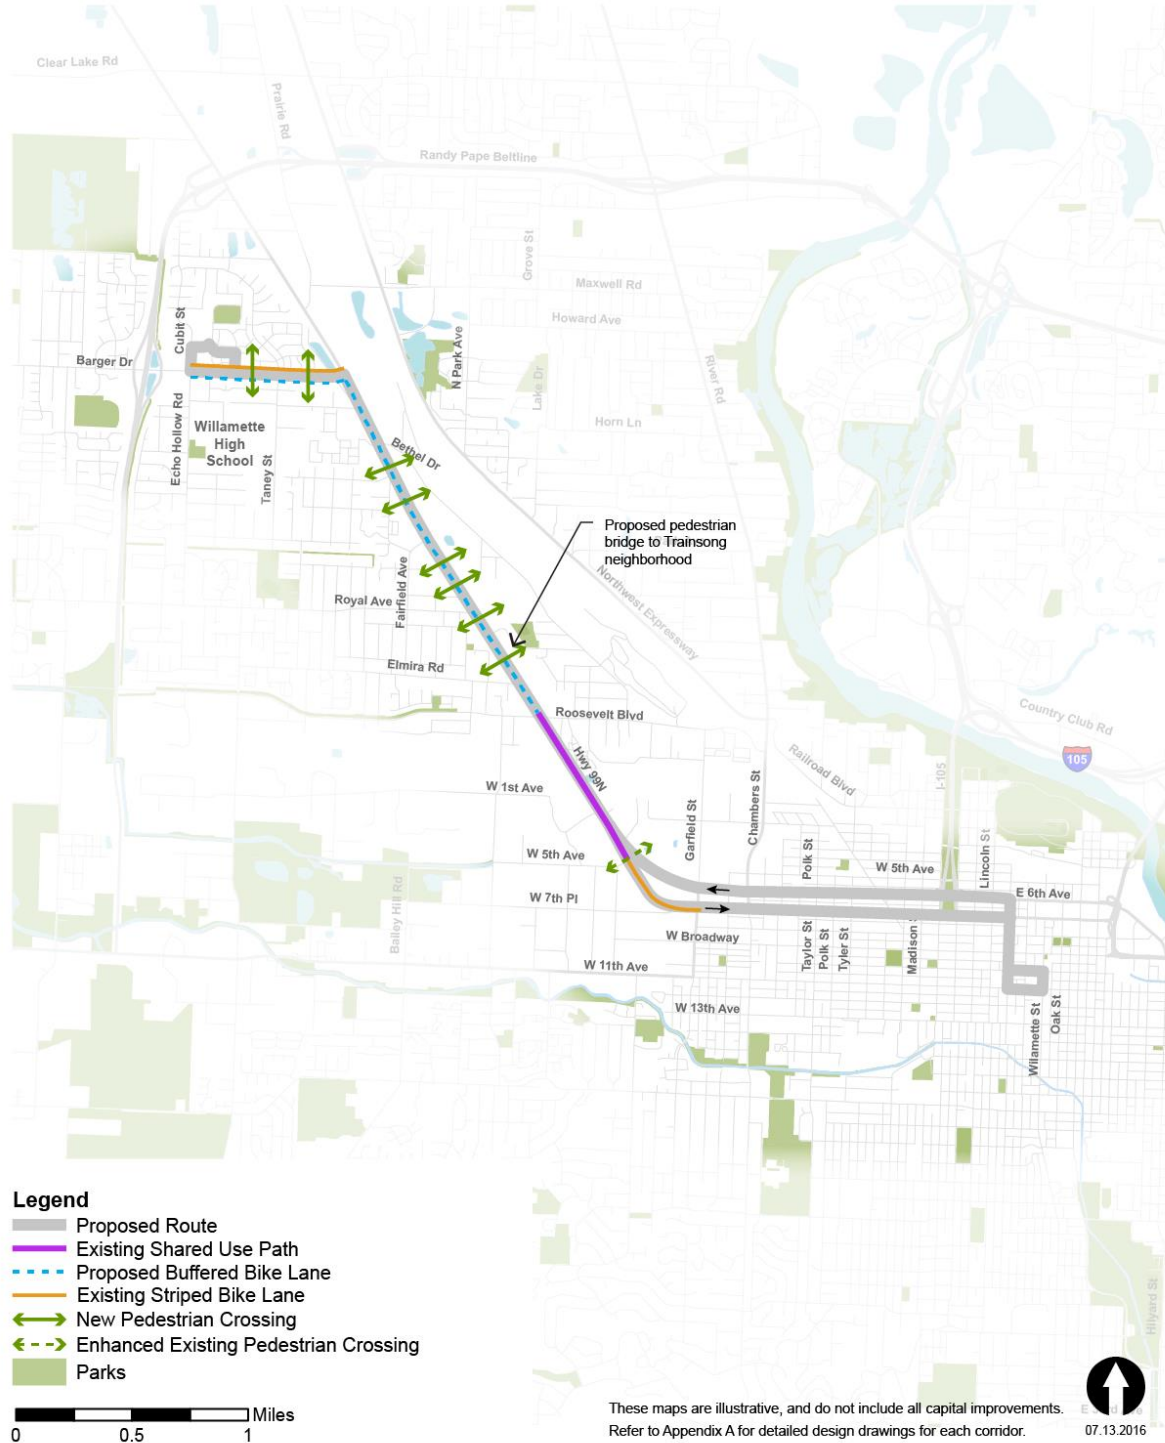 Clear Lake Rd
Prairie Rd
Randy Pape Beltline
Grove St
Maxwell Rd
Howard Ave
Cubit St
Barger Dr
N Park Ave
Lake Dr
River Rd
Horn Ln
Echo Hollow Rd
Willamette
High
School
Taney St
Bethel Dr
Proposed pedestrian
bridge to Trainsong
neighborhood
Northwest Expressway
Fairfield Ave
Royal Ave
Elmira Rd
Roosevelt Blvd
Country Club Rd
105
Hwy 99N
Railroad Blvd
I-105
W 1st Ave
Chambers St
Garfield St
Polk St
Lincoln St
W 5th Ave
W 5th Ave
E 6th Ave
W 7th Pl
Bailey Hill Rd
W Broadway
Taylor St
Polk St
Tyler St
Madison
W 11th Ave
W 13th Ave
Wilamette St
Oak St
Hilyard St
Legend
Proposed Route
Existing Shared Use Path
Proposed Buffered Bike Lane
Existing Striped Bike Lane
New Pedestrian Crossing
Enhanced Existing Pedestrian Crossing
Parks
Miles
0 0.5 1
These maps are illustrative, and do not include all capital improvements.
Refer to Appendix A for detailed design drawings for each corridor.
07.13.2016